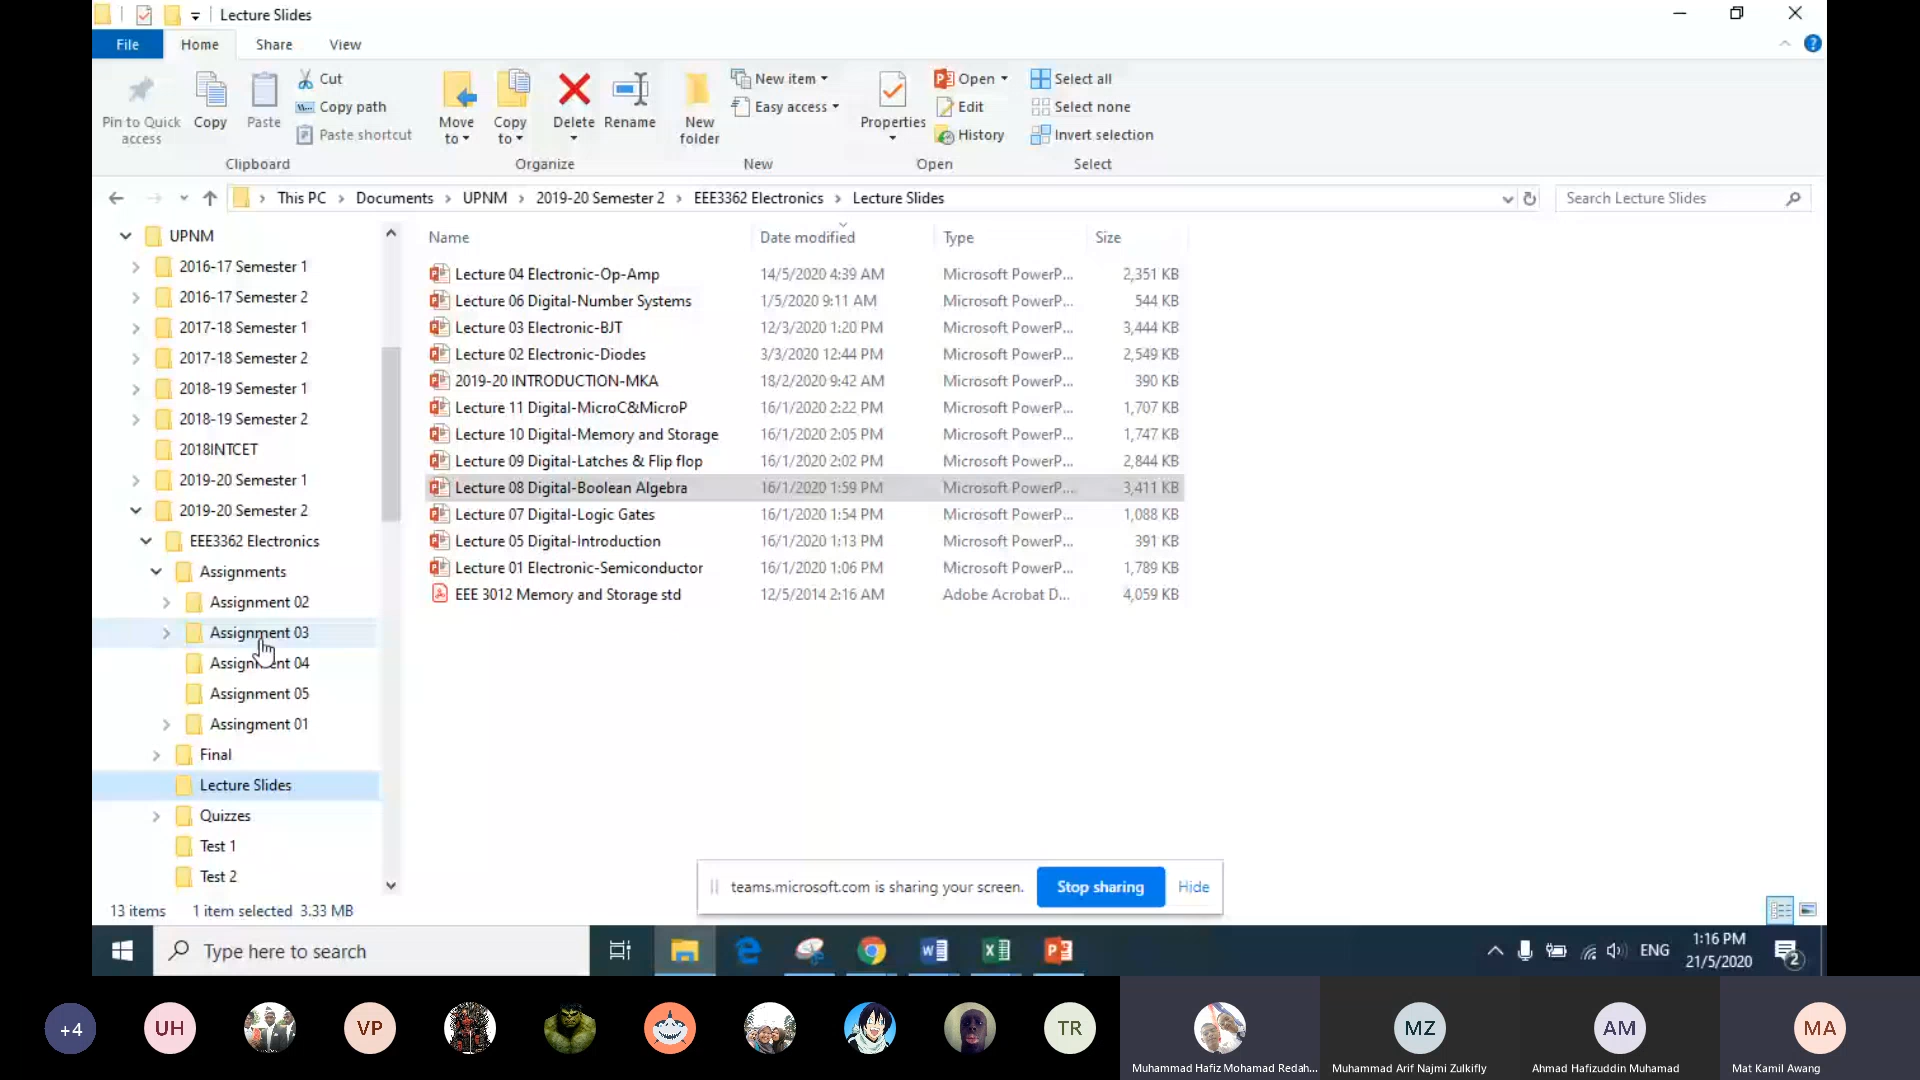 Lecture Slides
File Home Share View
Pin to Quick access
Copy
Paste
Cut
Copy path
Paste shortcut
Clipboard
Move to
Copy to
Delete
Rename
Organize
New folder
New item
Easy access
New
Properties
Open
Edit
History
Open
Select all
Select none
Invert selection
Select
This PC > Documents > UPNM > 2019-20 Semester 2 > EEE3362 Electronics > Lecture Slides
Search Lecture Slides
UPNM
2016-17 Semester 1
2016-17 Semester 2
2017-18 Semester 1
2017-18 Semester 2
2018-19 Semester 1
2018-19 Semester 2
2018INTCET
2019-20 Semester 1
2019-20 Semester 2
EEE3362 Electronics
Assignments
Assignment 02
Assignment 03
Assignment 04
Assignment 05
Assingment 01
Final
Lecture Slides
Quizzes
Test 1
Test 2
Name Date modified Type Size
Lecture 04 Electronic-Op-Amp 14/5/2020 4:39 AM Microsoft PowerP... 2,351 KB
Lecture 06 Digital-Number Systems 1/5/2020 9:11 AM Microsoft PowerP... 544 KB
Lecture 03 Electronic-BJT 12/3/2020 1:20 PM Microsoft PowerP... 3,444 KB
Lecture 02 Electronic-Diodes 3/3/2020 12:44 PM Microsoft PowerP... 2,549 KB
2019-20 INTRODUCTION-MKA 18/2/2020 9:42 AM Microsoft PowerP... 390 KB
Lecture 11 Digital-MicroC&MicroP 16/1/2020 2:22 PM Microsoft PowerP... 1,707 KB
Lecture 10 Digital-Memory and Storage 16/1/2020 2:05 PM Microsoft PowerP... 1,747 KB
Lecture 09 Digital-Latches & Flip flop 16/1/2020 2:02 PM Microsoft PowerP... 2,844 KB
Lecture 08 Digital-Boolean Algebra 16/1/2020 1:59 PM Microsoft PowerP... 3,411 KB
Lecture 07 Digital-Logic Gates 16/1/2020 1:54 PM Microsoft PowerP... 1,088 KB
Lecture 05 Digital-Introduction 16/1/2020 1:13 PM Microsoft PowerP... 391 KB
Lecture 01 Electronic-Semiconductor 16/1/2020 1:06 PM Microsoft PowerP... 1,789 KB
EEE 3012 Memory and Storage std 12/5/2014 2:16 AM Adobe Acrobat D... 4,059 KB
teams.microsoft.com is sharing your screen. Stop sharing Hide
13 items 1 item selected 3.33 MB
Type here to search
ENG
1:16 PM
21/5/2020
2
+4 UH VP TR MZ AM MA
Muhammad Hafiz Mohamad Redah... Muhammad Arif Najmi Zulkifly Ahmad Hafizuddin Muhamad Mat Kamil Awang